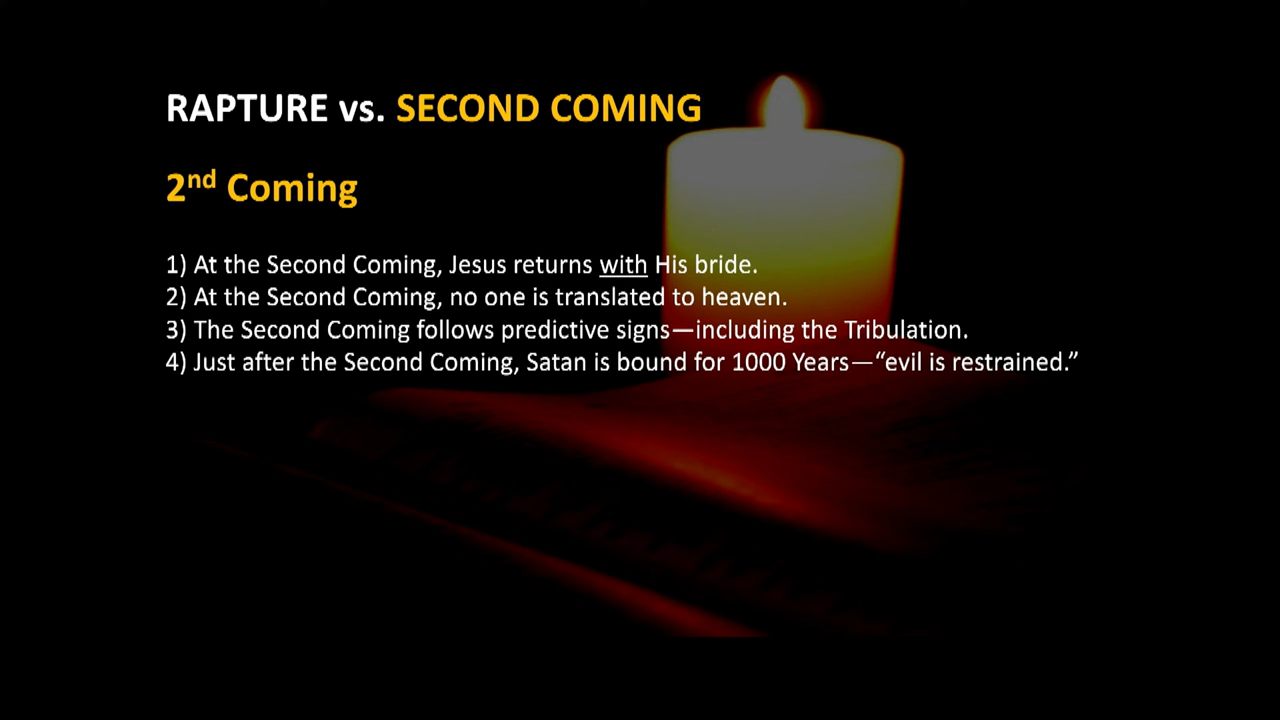 RAPTURE vs. SECOND COMING
2nd Coming
1) At the Second Coming, Jesus returns with His bride.
2) At the Second Coming, no one is translated to heaven.
3) The Second Coming follows predictive signs—including the Tribulation.
4) Just after the Second Coming, Satan is bound for 1000 Years—“evil is restrained.”